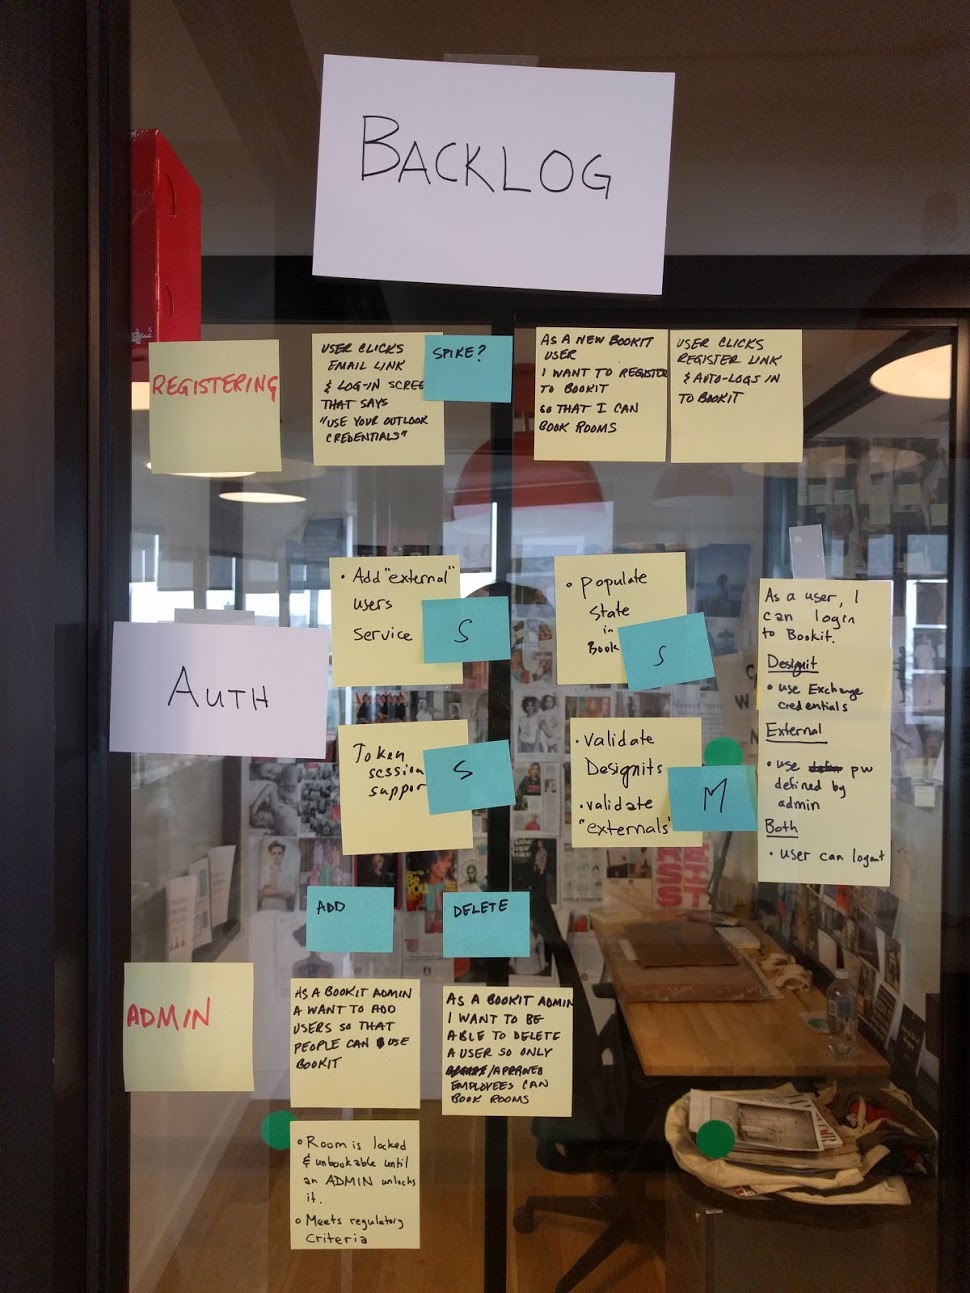 BACKLOG
REGISTERING
USER CLICKS
EMAIL LINK
& LOG-IN SCREE
THAT SAYS
"USE YOUR OUTLOOK
CREDENTIALS"
SPIKE?
AS A NEW BOOKIT
USER
I WANT TO REGISTER
TO BOOKIT
SO THAT I CAN
BOOK ROOMS
USER CLICKS
REGISTER LINK
& AUTO-LOGS IN
TO BOOKIT
AUTH
• Add "external"
users
service
S
• populate
state
in
Book
S
Token
session
suppor
S
• Validate
Designits
• validate
"externals"
M
As a user, I
can login
to Bookit.
Designit
• use Exchange
credentials
External
• use pw
defined by
admin
Both
• user can logout
ADD
DELETE
ADMIN
AS A BOOKIT ADMIN
A WANT TO ADD
USERS SO THAT
PEOPLE CAN USE
BOOKIT
AS A BOOKIT ADMIN
I WANT TO BE
ABLE TO DELETE
A USER SO ONLY
/APPROVED
EMPLOYEES CAN
BOOK ROOMS
• Room is locked
& unbookable until
an ADMIN unlocks
it.
• Meets regulatory
criteria